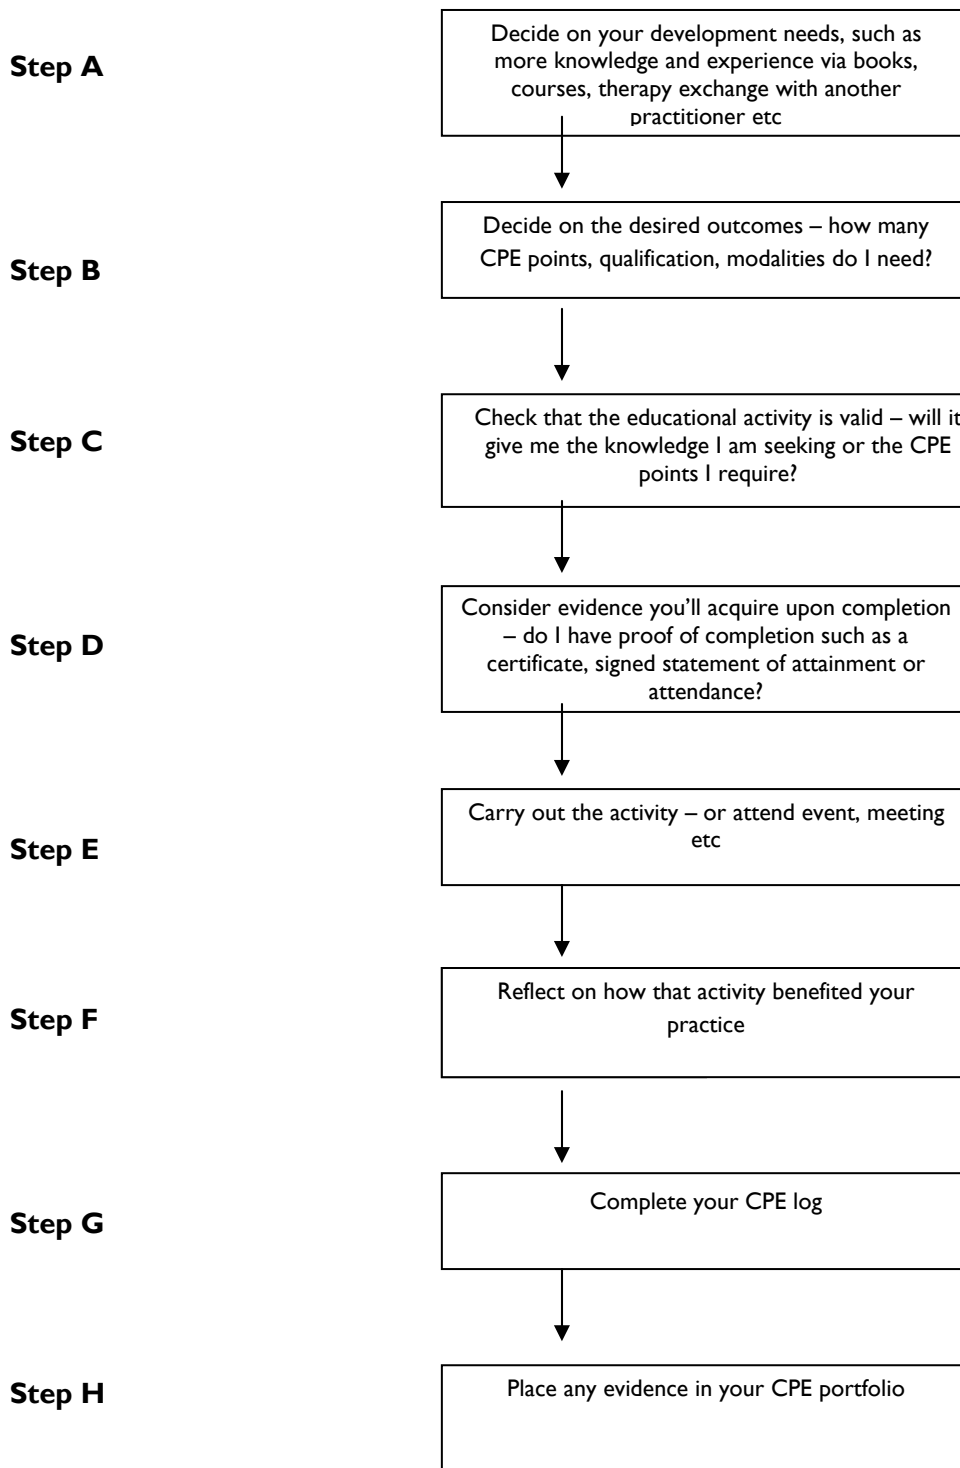 Step A
Decide on your development needs, such as
more knowledge and experience via books,
courses, therapy exchange with another
practitioner etc
Step B
Decide on the desired outcomes – how many
CPE points, qualification, modalities do I need?
Step C
Check that the educational activity is valid – will it
give me the knowledge I am seeking or the CPE
points I require?
Step D
Consider evidence you’ll acquire upon completion
– do I have proof of completion such as a
certificate, signed statement of attainment or
attendance?
Step E
Carry out the activity – or attend event, meeting
etc
Step F
Reflect on how that activity benefited your
practice
Step G
Complete your CPE log
Step H
Place any evidence in your CPE portfolio